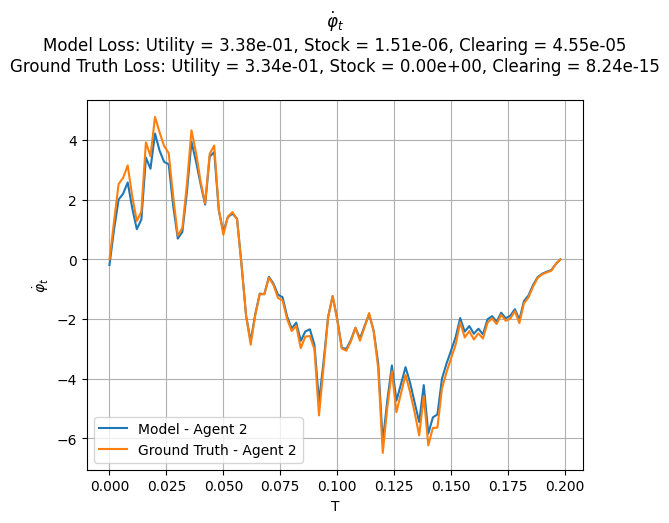 φ̇_t
Model Loss: Utility = 3.38e-01, Stock = 1.51e-06, Clearing = 4.55e-05
Ground Truth Loss: Utility = 3.34e-01, Stock = 0.00e+00, Clearing = 8.24e-15
4
2
0
−2
−4
−6
φ̇_t
Model - Agent 2
Ground Truth - Agent 2
0.000 0.025 0.050 0.075 0.100 0.125 0.150 0.175 0.200
T